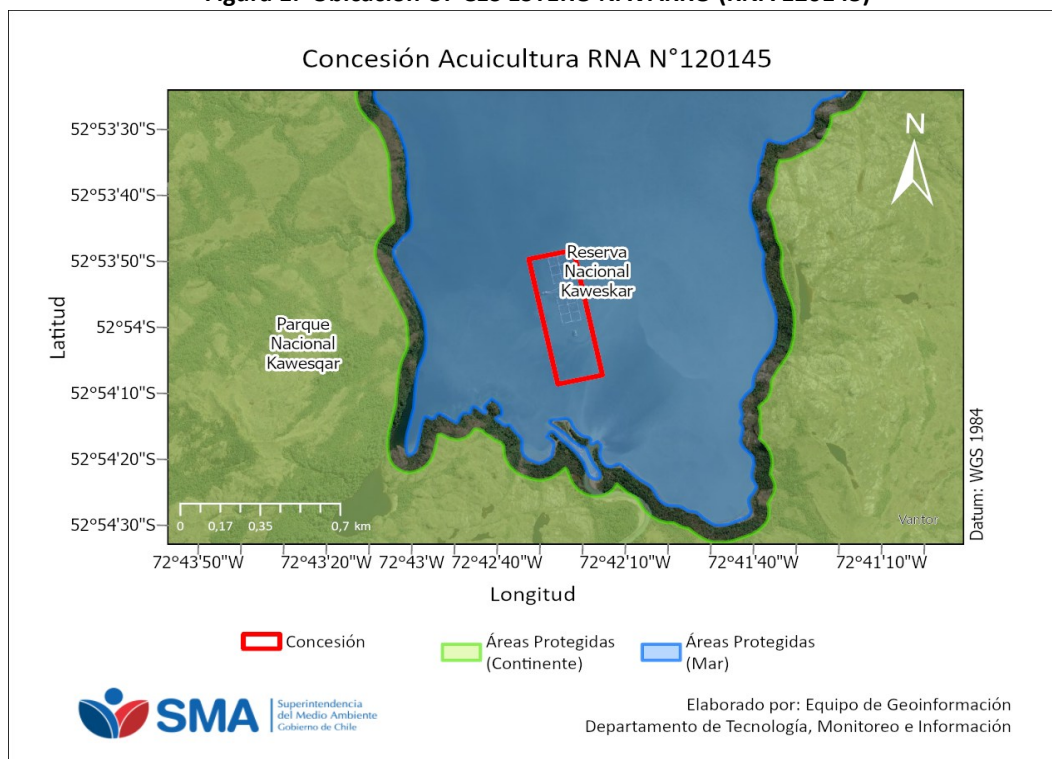 Concesión Acuicultura RNA N°120145
52°53'30"S
52°53'40"S
52°53'50"S
52°54'S
52°54'10"S
52°54'20"S
52°54'30"S
Latitud
N
Reserva
Nacional
Kaweskar
Parque
Nacional
Kawesqar
0 0,17 0,35 0,7 km
Vantor
Datum: WGS 1984
72°43'50"W 72°43'20"W 72°43'W 72°42'40"W 72°42'10"W 72°41'40"W 72°41'10"W
Longitud
Concesión
Áreas Protegidas
(Continente)
Áreas Protegidas
(Mar)
SMA
Superintendencia
del Medio Ambiente
Gobierno de Chile
Elaborado por: Equipo de Geoinformación
Departamento de Tecnología, Monitoreo e Información